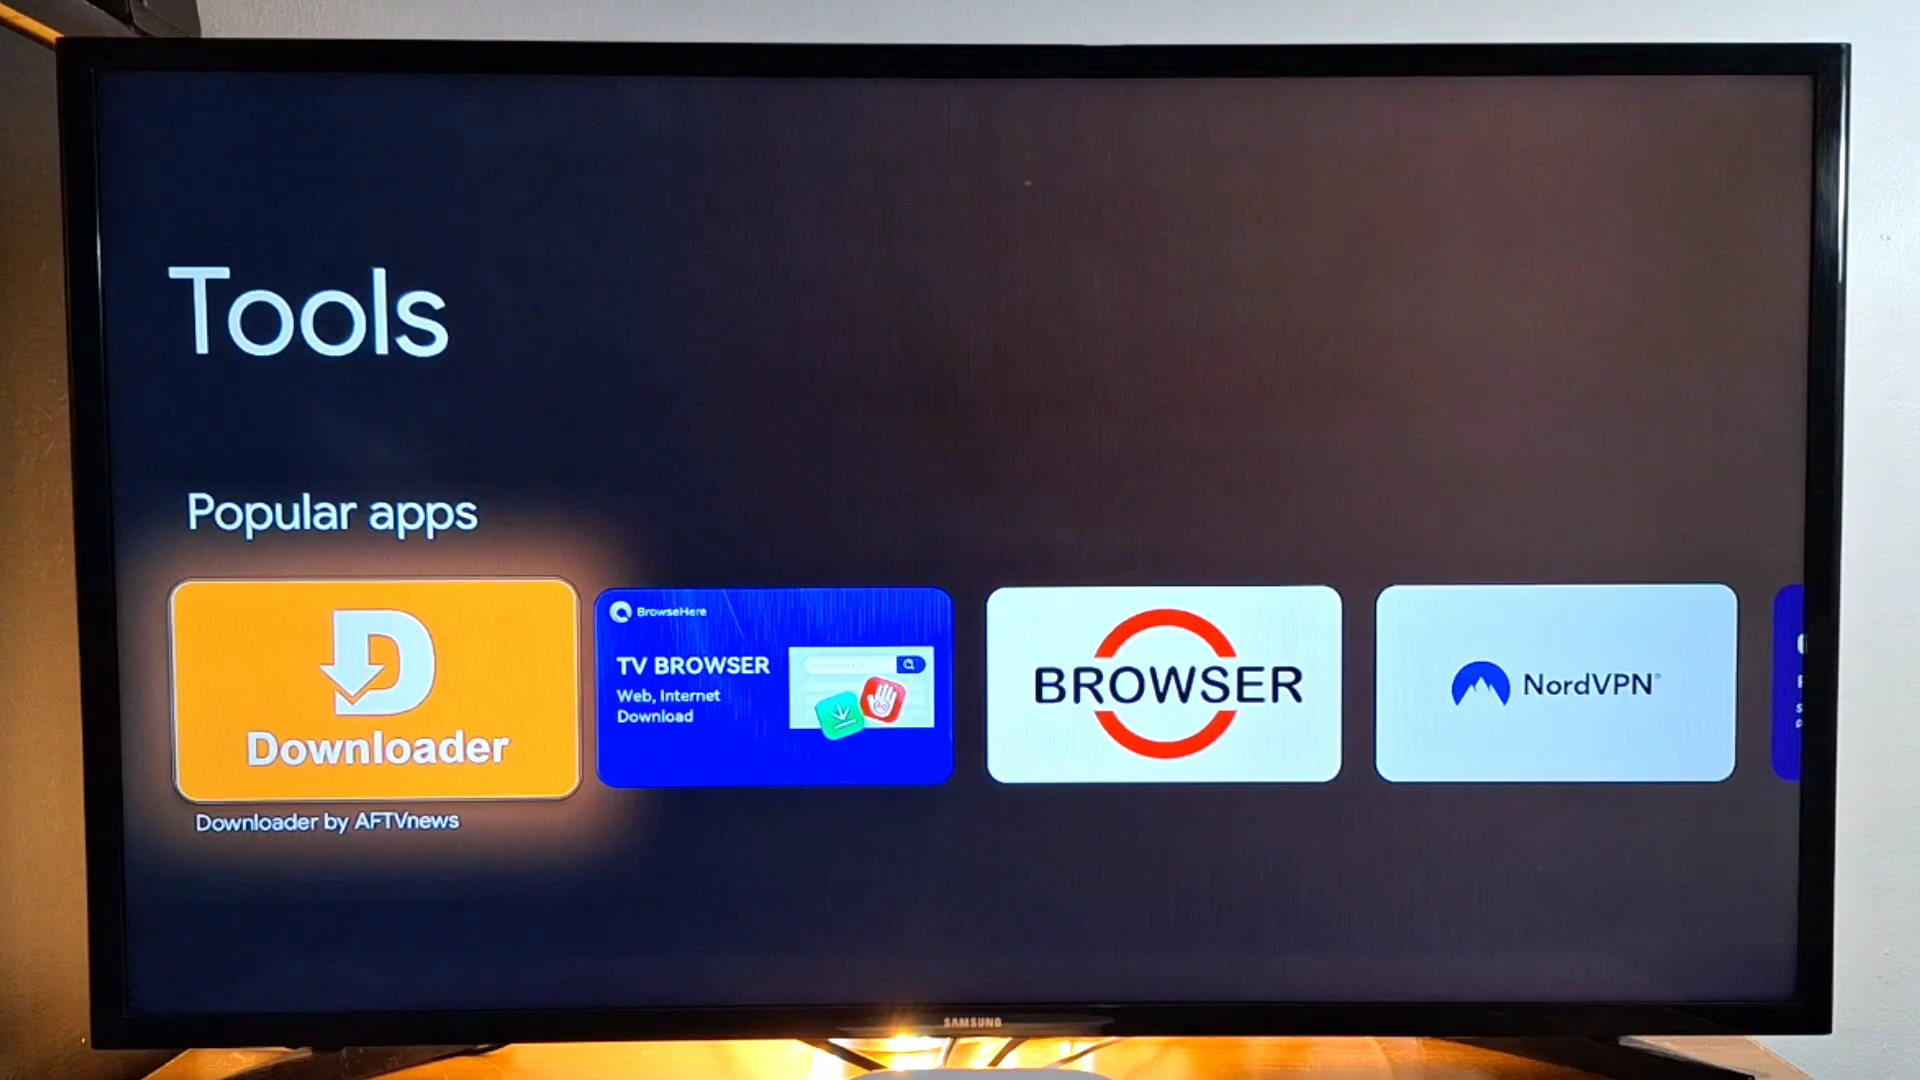 Tools
Popular apps
Downloader
Downloader by AFTVnews
BrowseHere
TV BROWSER
Web, Internet
Download
BROWSER
NordVPN®
SAMSUNG